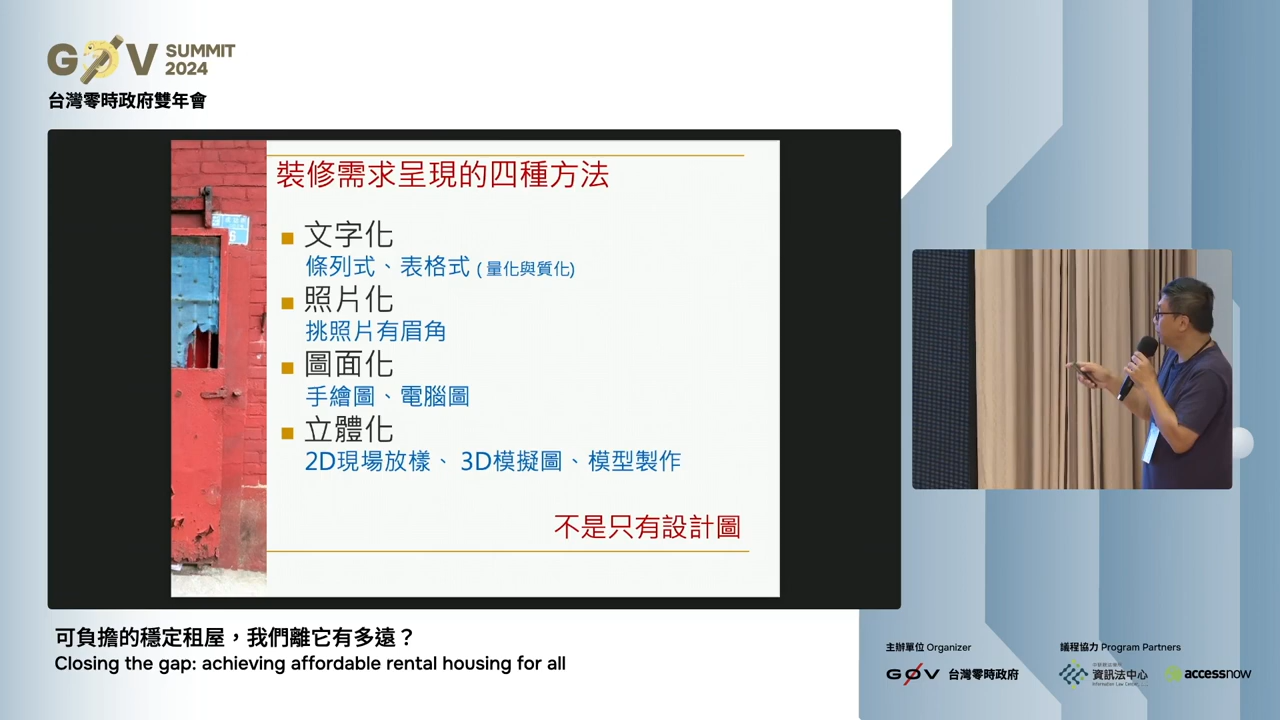 G0V SUMMIT 2024
台灣零時政府雙年會
裝修需求呈現的四種方法
文字化
條列式、表格式 (量化與質化)
照片化
挑照片有眉角
圖面化
手繪圖、電腦圖
立體化
2D現場放樣、 3D模擬圖、模型製作
不是只有設計圖
可負擔的穩定租屋，我們離它有多遠？
Closing the gap: achieving affordable rental housing for all
主辦單位 Organizer
G0V 台灣零時政府
議程協力 Program Partners
資訊法中心
Information Law Center
accessnow